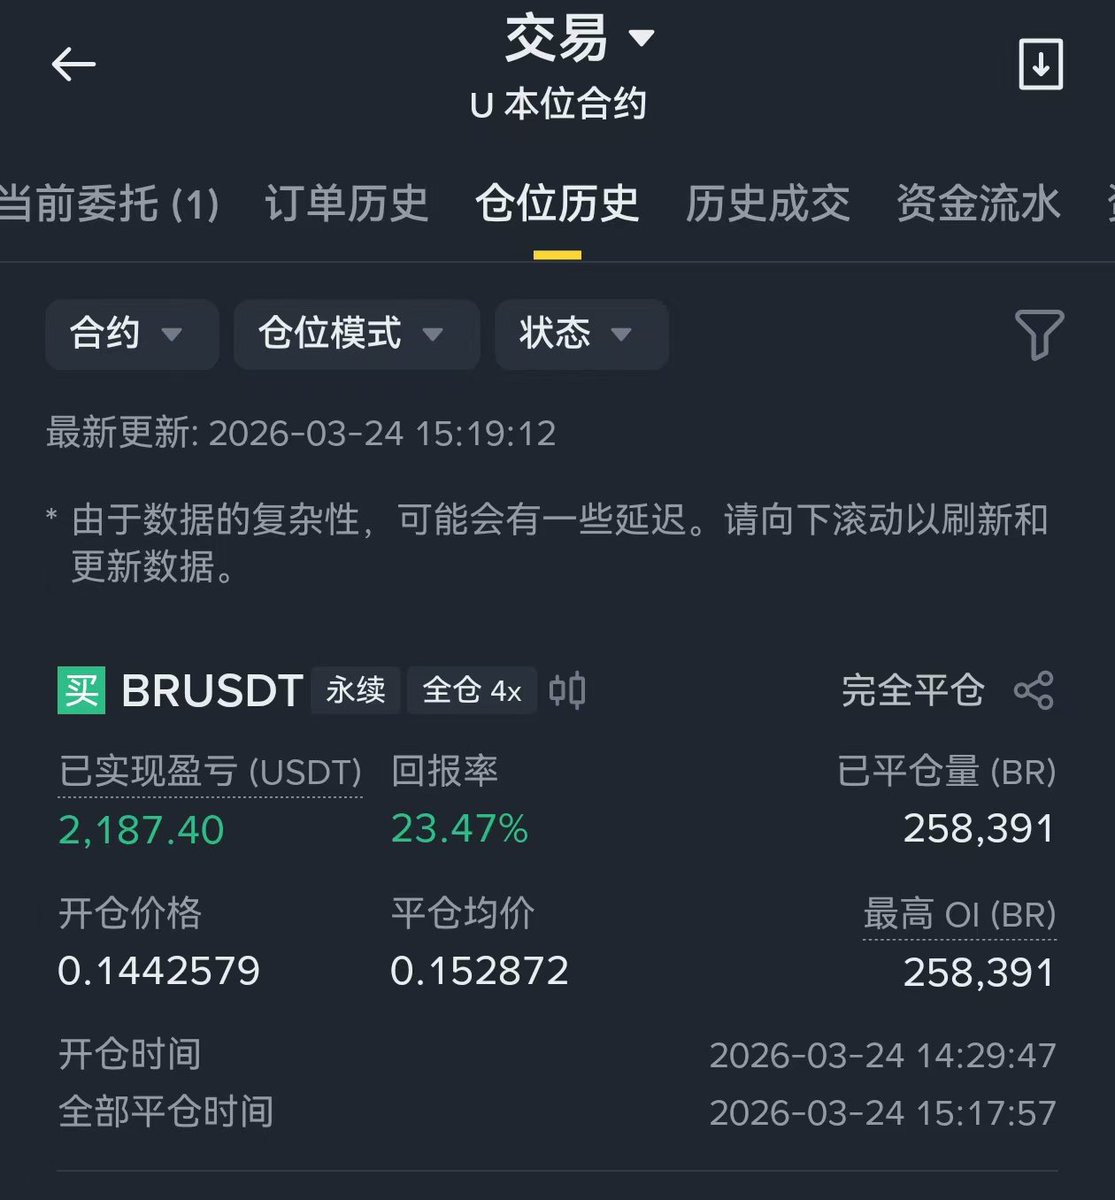 交易
U 本位合约
当前委托 (1) 订单历史 仓位历史 历史成交 资金流水
合约 仓位模式 状态
最新更新: 2026-03-24 15:19:12
* 由于数据的复杂性，可能会有一些延迟。请向下滚动以刷新和
更新数据。
买 BRUSDT 永续 全仓 4x 完全平仓
已实现盈亏 (USDT) 回报率 已平仓量 (BR)
2,187.40 23.47% 258,391
开仓价格 平仓均价 最高 OI (BR)
0.1442579 0.152872 258,391
开仓时间 2026-03-24 14:29:47
全部平仓时间 2026-03-24 15:17:57